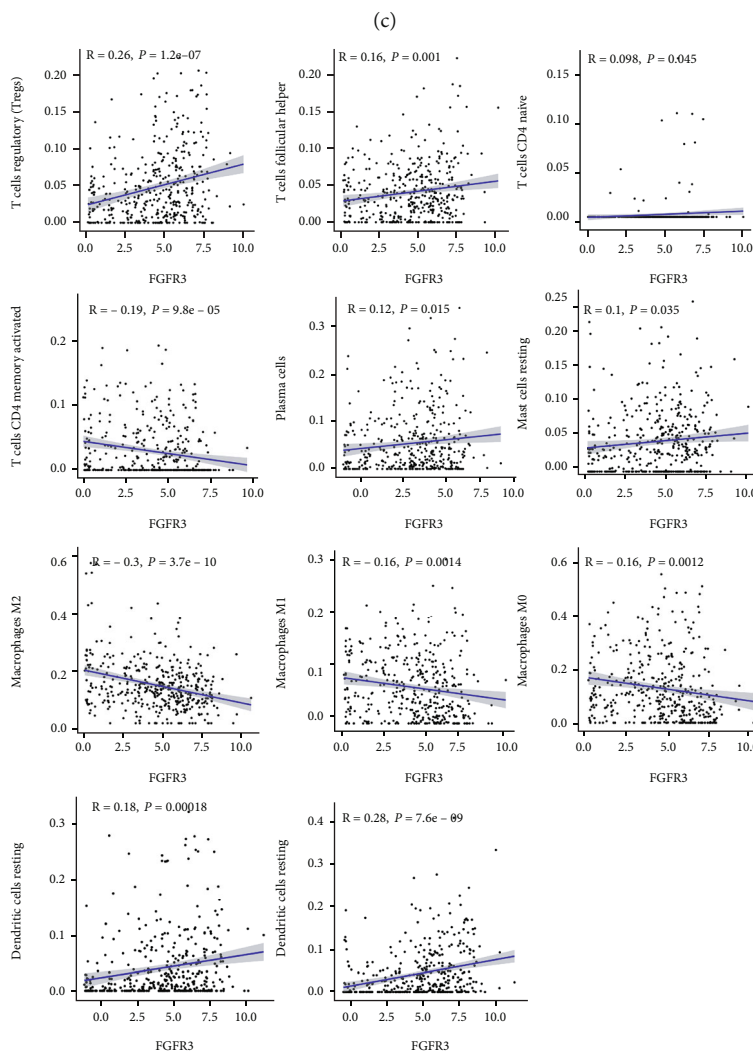 (c)
R = 0.26, P = 1.2e–07
T cells regulatory (Tregs)
0.20
0.15
0.10
0.05
0.00
0.0 2.5 5.0 7.5 10.0
FGFR3
R = 0.16, P = 0.001
T cells follicular helper
0.20
0.15
0.10
0.05
0.00
0.0 2.5 5.0 7.5 10.0
FGFR3
R = 0.098, P = 0.045
T cells CD4 naive
0.15
0.10
0.05
0.00
0.0 2.5 5.0 7.5 10.0
FGFR3
R = – 0.19, P = 9.8e – 05
T cells CD4 memory activated
0.2
0.1
0.0
0.0 2.5 5.0 7.5 10.0
FGFR3
R = 0.12, P = 0.015
Plasma cells
0.3
0.2
0.1
0.0
0.0 2.5 5.0 7.5 10.0
FGFR3
R = 0.1, P = 0.035
Mast cells resting
0.25
0.20
0.15
0.10
0.05
0.00
0.0 2.5 5.0 7.5 10.0
FGFR3
R = – 0.3, P = 3.7e – 10
Macrophages M2
0.6
0.4
0.2
0.0
0.0 2.5 5.0 7.5 10.0
FGFR3
R = – 0.16, P = 0.0014
Macrophages M1
0.3
0.2
0.1
0.0
0.0 2.5 5.0 7.5 10.0
FGFR3
R = – 0.16, P = 0.0012
Macrophages M0
0.6
0.4
0.2
0.0
0.0 2.5 5.0 7.5 10.0
FGFR3
R = 0.18, P = 0.00018
Dendritic cells resting
0.3
0.2
0.1
0.0
0.0 2.5 5.0 7.5 10.0
FGFR3
R = 0.28, P = 7.6e – 09
Dendritic cells resting
0.4
0.3
0.2
0.1
0.0
0.0 2.5 5.0 7.5 10.0
FGFR3